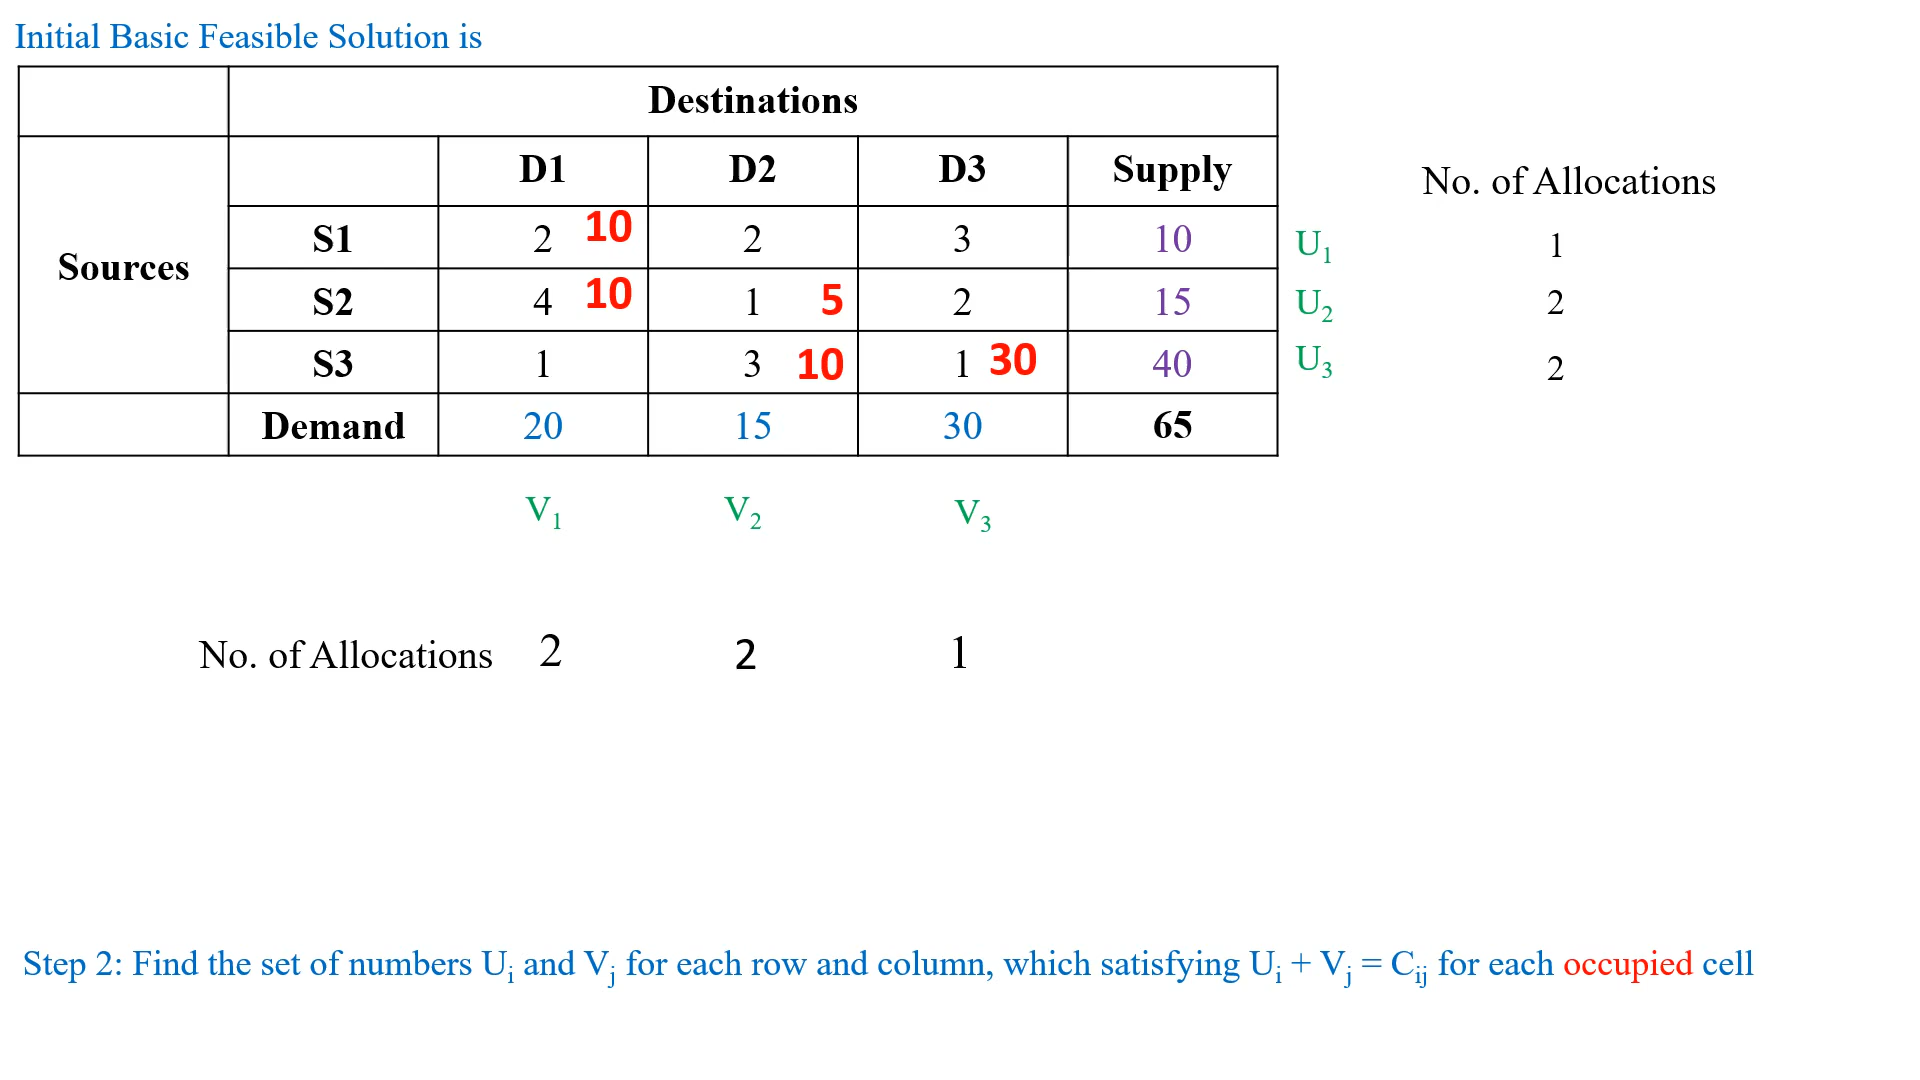 Initial Basic Feasible Solution is
Destinations
D1 D2 D3 Supply
No. of Allocations
Sources
S1 2 10 2 3 10 U1 1
S2 4 10 1 5 2 15 U2 2
S3 1 3 10 1 30 40 U3 2
Demand 20 15 30 65
V1 V2 V3
No. of Allocations 2 2 1
Step 2: Find the set of numbers Ui and Vj for each row and column, which satisfying Ui + Vj = Cij for each occupied cell